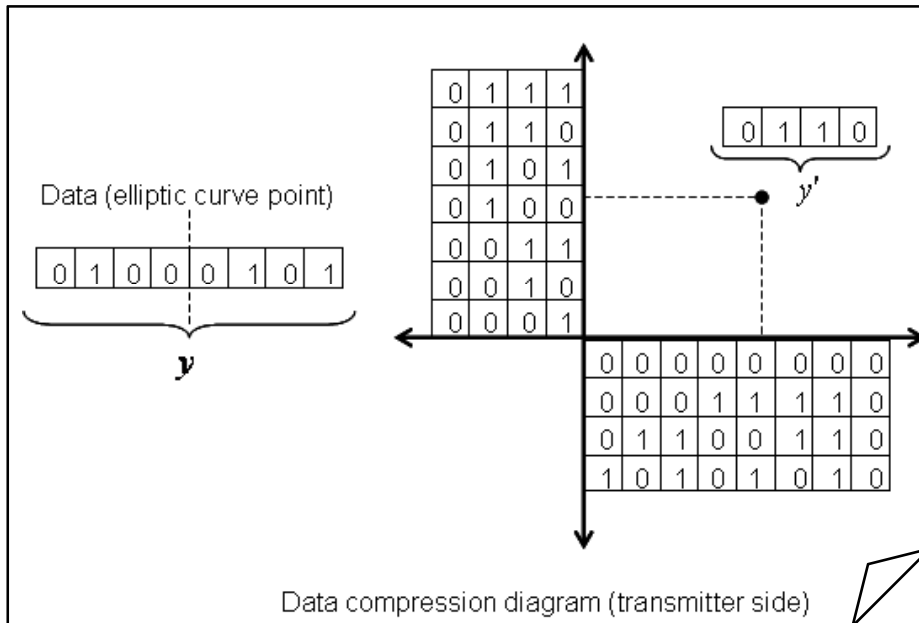 Data (elliptic curve point)
0 1 0 0 0 1 0 1
y
0 1 1 1
0 1 1 0
0 1 0 1
0 1 0 0
0 0 1 1
0 0 1 0
0 0 0 1
0 1 1 0
y'
0 0 0 0 0 0 0 0
0 0 0 1 1 1 1 0
0 1 1 0 0 1 1 0
1 0 1 0 1 0 1 0
Data compression diagram (transmitter side)